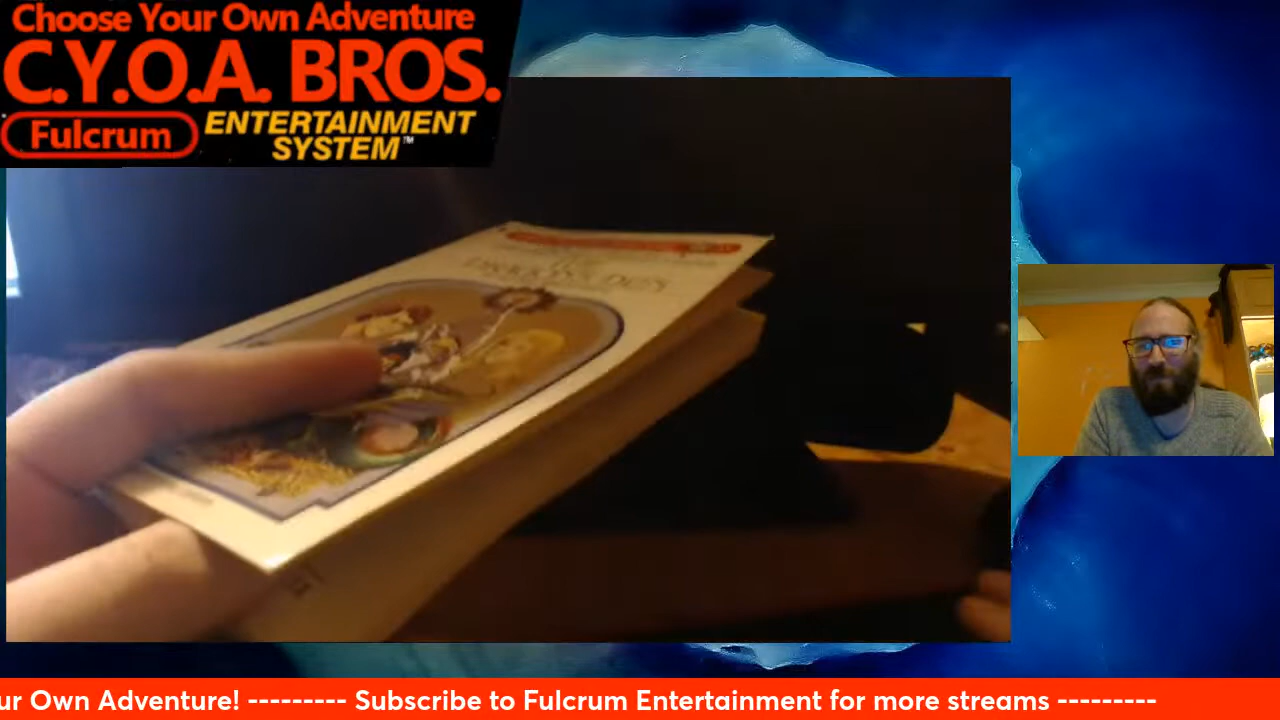 Choose Your Own Adventure
C.Y.O.A. BROS.
Fulcrum
ENTERTAINMENT
SYSTEM™
ur Own Adventure! --------- Subscribe to Fulcrum Entertainment for more streams ---------